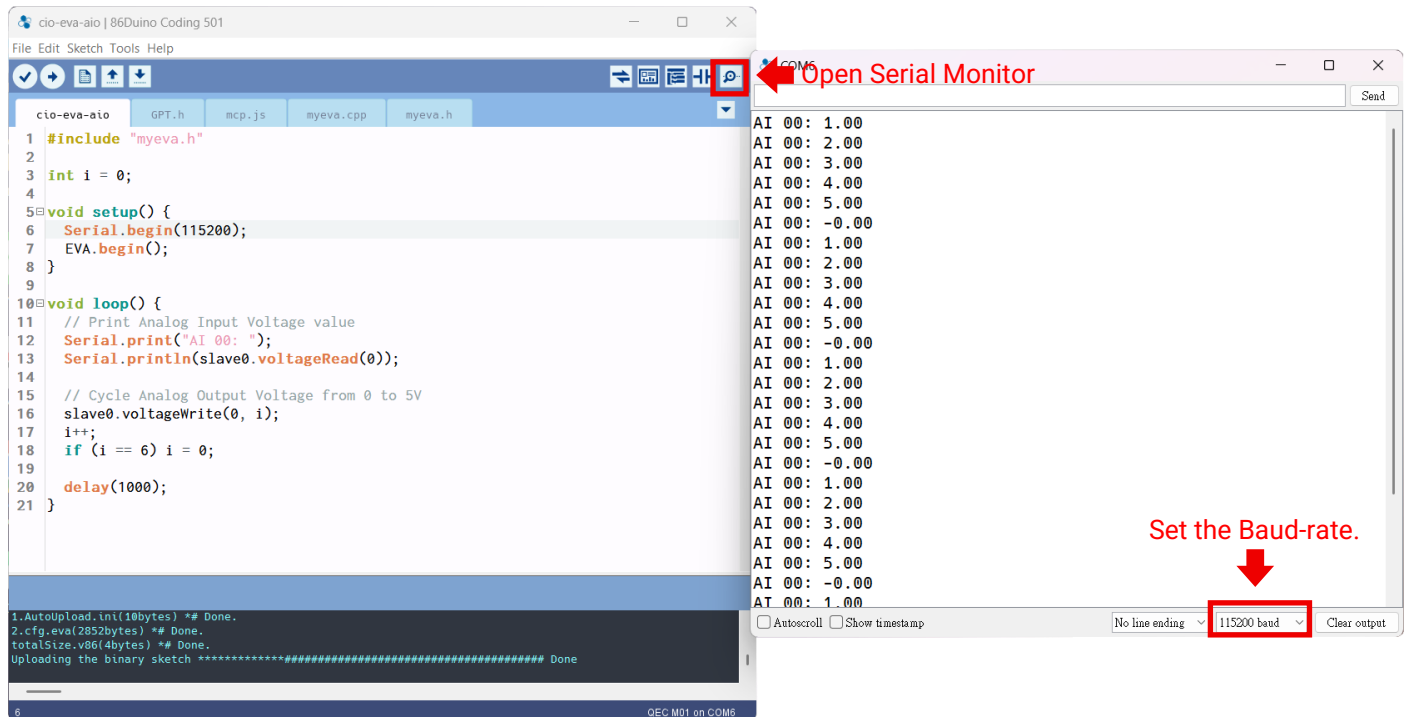 cio-eva-aio | 86Duino Coding 501
File Edit Sketch Tools Help
cio-eva-aio GPT.h mcp.js myeva.cpp myeva.h
1 #include "myeva.h"
2
3 int i = 0;
4
5 void setup() {
6 Serial.begin(115200);
7 EVA.begin();
8 }
9
10 void loop() {
11 // Print Analog Input Voltage value
12 Serial.print("AI 00: ");
13 Serial.println(slave0.voltageRead(0));
14
15 // Cycle Analog Output Voltage from 0 to 5V
16 slave0.voltageWrite(0, i);
17 i++;
18 if (i == 6) i = 0;
19
20 delay(1000);
21 }
1.AutoUpload.ini(10bytes) *# Done.
2.cfg.eva(2852bytes) *# Done.
totalSize.v86(4bytes) *# Done.
Uploading the binary sketch *************###################################### Done
6 QEC M01 on COM6
COM6
Open Serial Monitor
Send
AI 00: 1.00
AI 00: 2.00
AI 00: 3.00
AI 00: 4.00
AI 00: 5.00
AI 00: -0.00
AI 00: 1.00
AI 00: 2.00
AI 00: 3.00
AI 00: 4.00
AI 00: 5.00
AI 00: -0.00
AI 00: 1.00
AI 00: 2.00
AI 00: 3.00
AI 00: 4.00
AI 00: 5.00
AI 00: -0.00
AI 00: 1.00
AI 00: 2.00
AI 00: 3.00
AI 00: 4.00
AI 00: 5.00
AI 00: -0.00
AI 00: 1.00
Set the Baud-rate.
Autoscroll Show timestamp No line ending 115200 baud Clear output